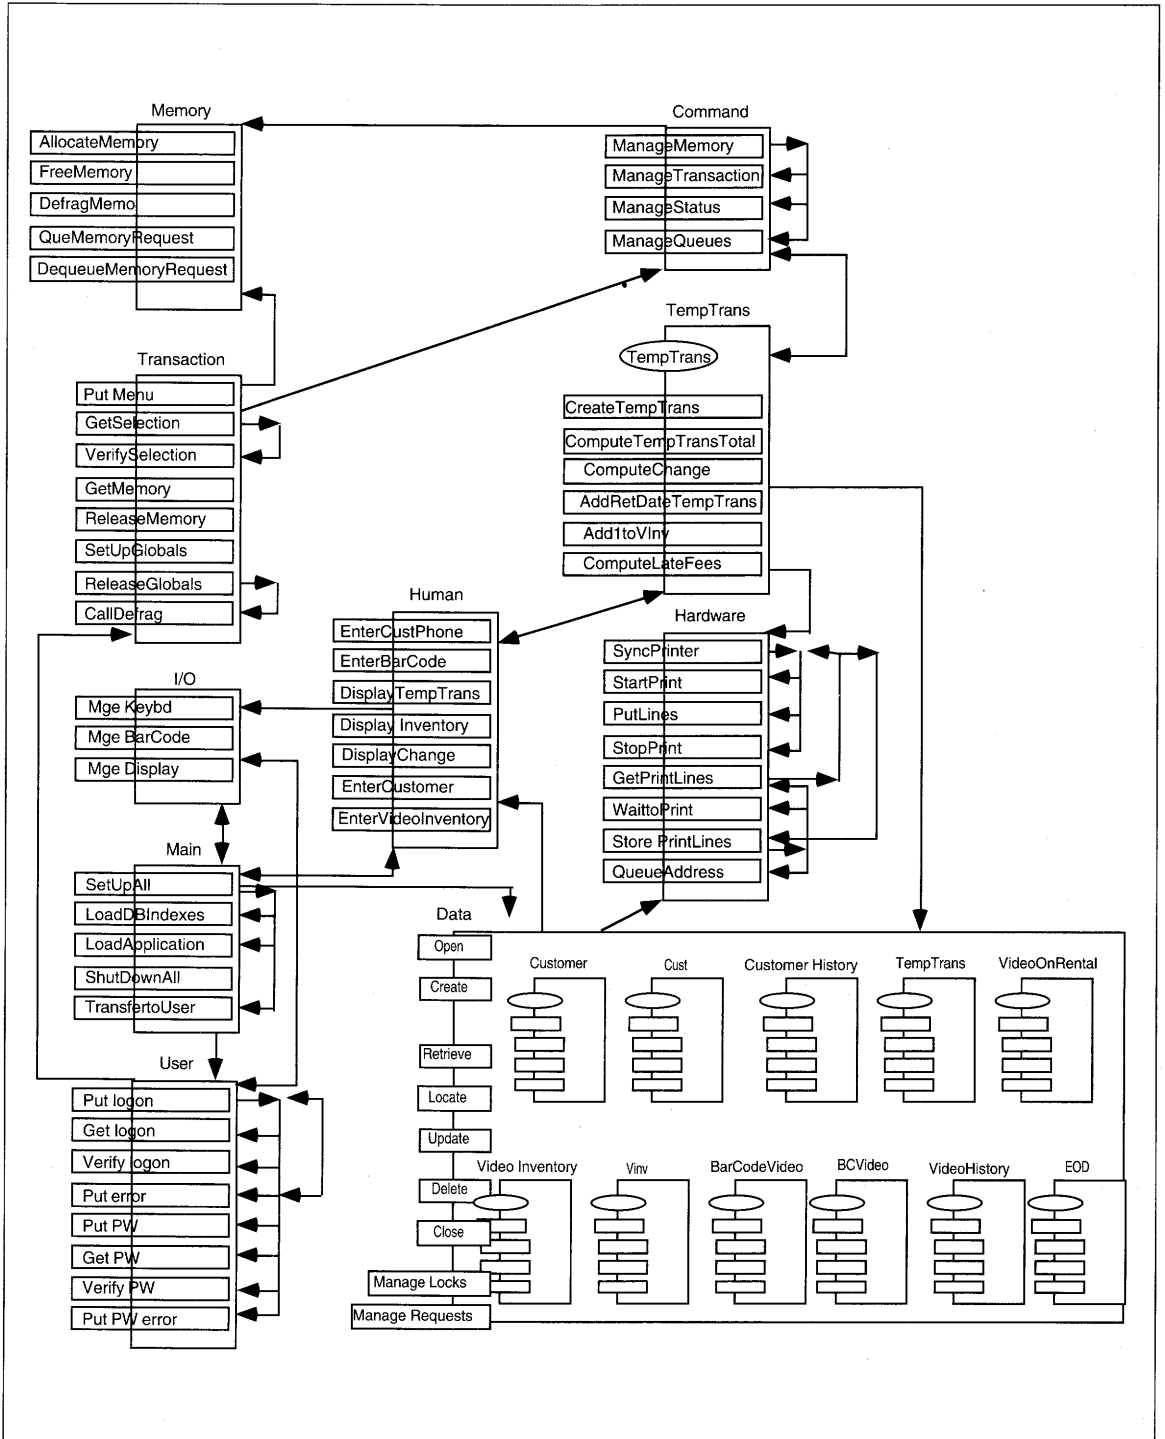 Memory
AllocateMemory
FreeMemory
DefragMemo
QueMemoryRequest
DequeueMemoryRequest
Command
ManageMemory
ManageTransaction
ManageStatus
ManageQueues
Transaction
Put Menu
GetSelection
VerifySelection
GetMemory
ReleaseMemory
SetUpGlobals
ReleaseGlobals
CallDefrag
TempTrans
TempTrans
CreateTempTrans
ComputeTempTransTotal
ComputeChange
AddRetDateTempTrans
Add1toVInv
ComputeLateFees
Human
EnterCustPhone
EnterBarCode
DisplayTempTrans
Display Inventory
DisplayChange
EnterCustomer
EnterVideoInventory
Hardware
SyncPrinter
StartPrint
PutLines
StopPrint
GetPrintLines
WaittoPrint
Store PrintLines
QueueAddress
I/O
Mge Keybd
Mge BarCode
Mge Display
Main
SetUpAll
LoadDBIndexes
LoadApplication
ShutDownAll
TransfertoUser
User
Put logon
Get logon
Verify logon
Put error
Put PW
Get PW
Verify PW
Put PW error
Data
Open
Create
Retrieve
Locate
Update
Delete
Close
Manage Locks
Manage Requests
Customer
Cust
Customer History
TempTrans
VideoOnRental
Video Inventory
Vinv
BarCodeVideo
BCVideo
VideoHistory
EOD